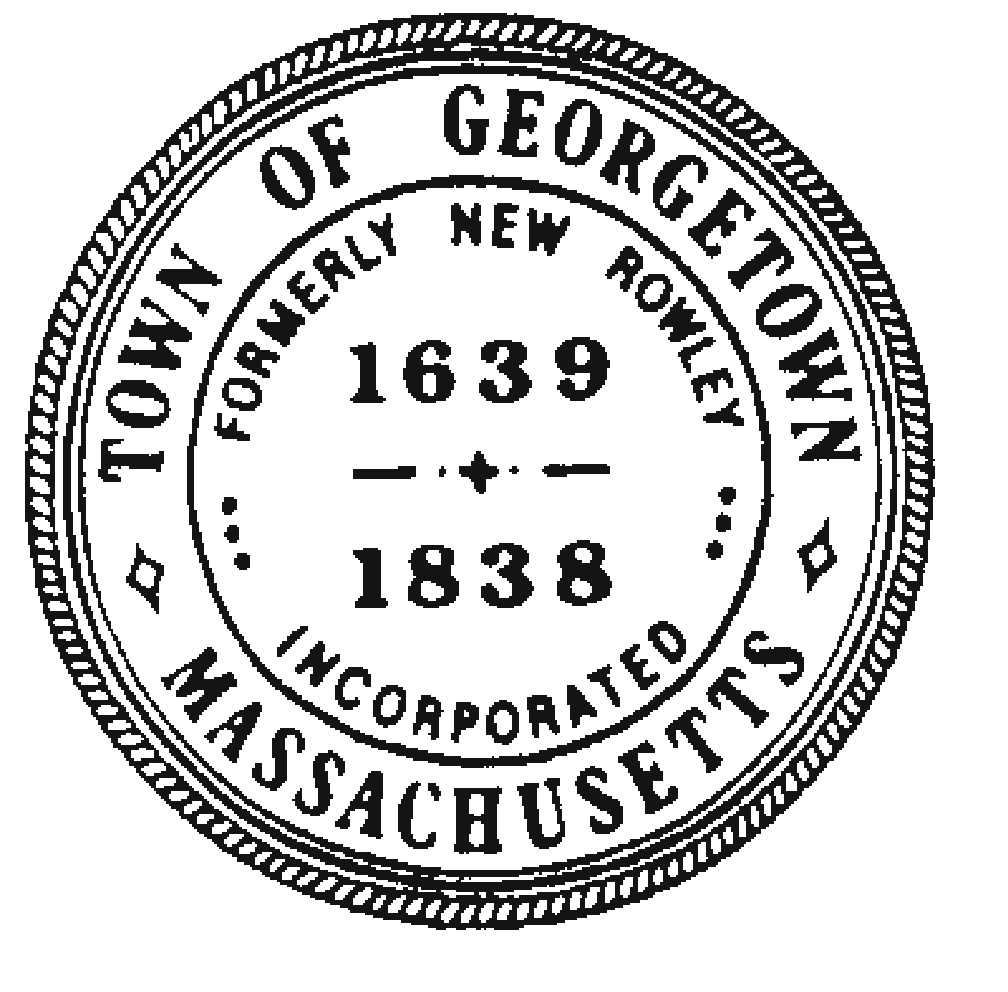 TOWN OF GEORGETOWN
FORMERLY NEW ROWLEY
1639
1838
INCORPORATED
MASSACHUSETTS